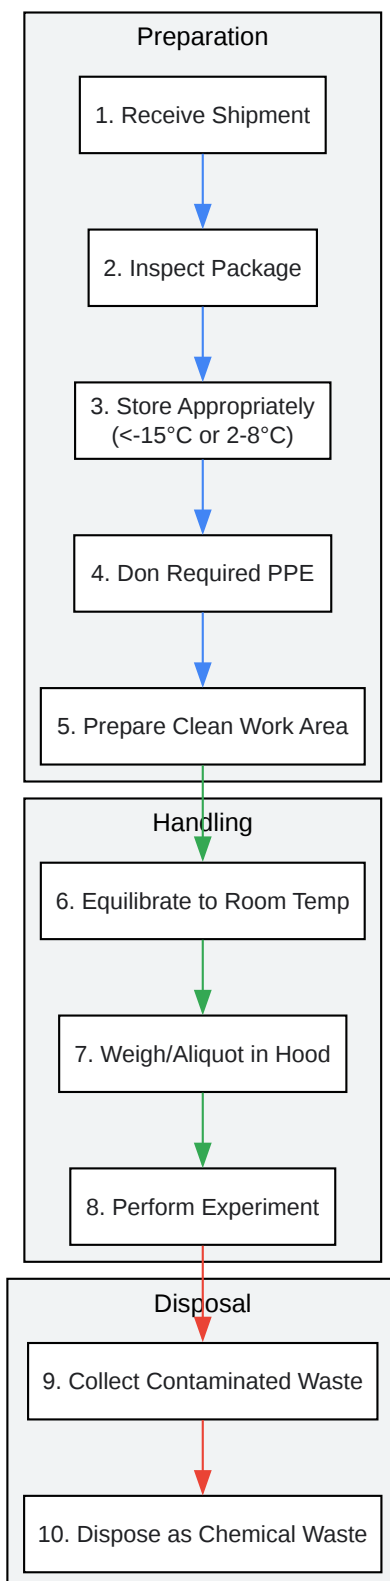 Preparation
1. Receive Shipment
2. Inspect Package
3. Store Appropriately
(<-15°C or 2-8°C)
4. Don Required PPE
5. Prepare Clean Work Area
Handling
6. Equilibrate to Room Temp
7. Weigh/Aliquot in Hood
8. Perform Experiment
Disposal
9. Collect Contaminated Waste
10. Dispose as Chemical Waste